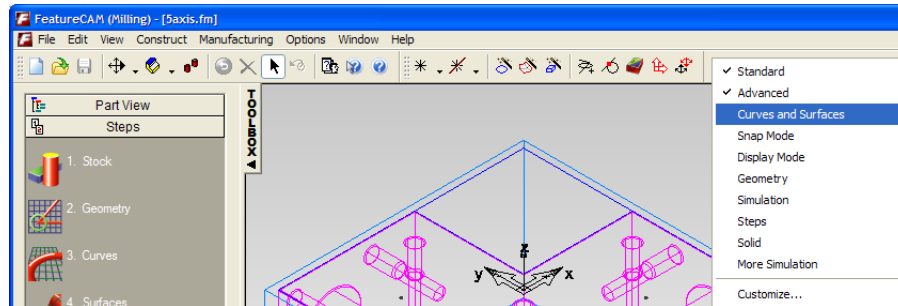 FeatureCAM (Milling) - [5axis.fm]
File Edit View Construct Manufacturing Options Window Help
Part View
Steps
1. Stock
2. Geometry
3. Curves
4. Surfaces
TOOLBOX
z
y
x
Standard
Advanced
Curves and Surfaces
Snap Mode
Display Mode
Geometry
Simulation
Steps
Solid
More Simulation
Customize...